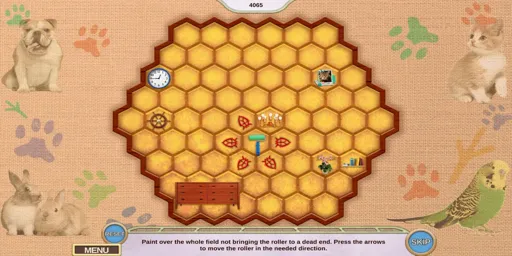 4065
HELP
Paint over the whole field not bringing the roller to a dead end. Press the arrows
to move the roller in the needed direction.
SKIP
MENU